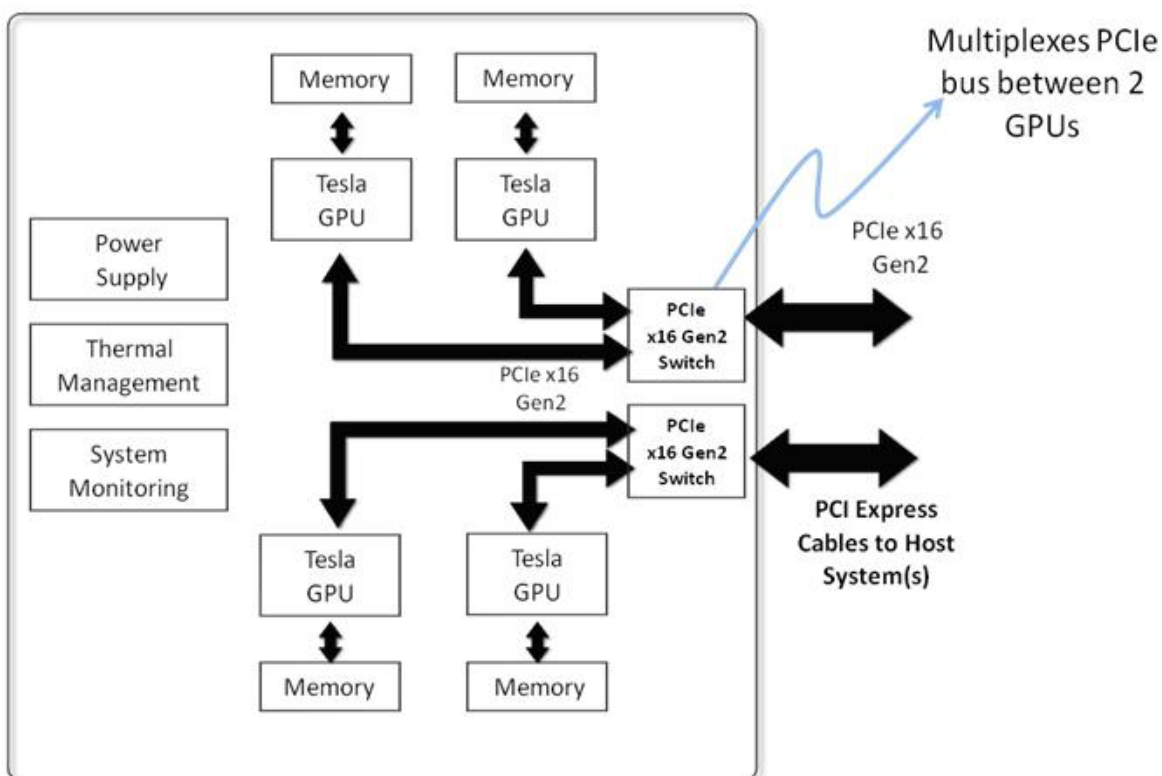 Multiplexes PCIe
bus between 2
GPUs
Memory
Memory
Tesla
GPU
Tesla
GPU
Power
Supply
PCIe x16
Gen2
PCIe
x16 Gen2
Switch
Thermal
Management
PCIe x16
Gen2
PCIe
x16 Gen2
Switch
System
Monitoring
PCI Express
Cables to Host
System(s)
Tesla
GPU
Tesla
GPU
Memory
Memory